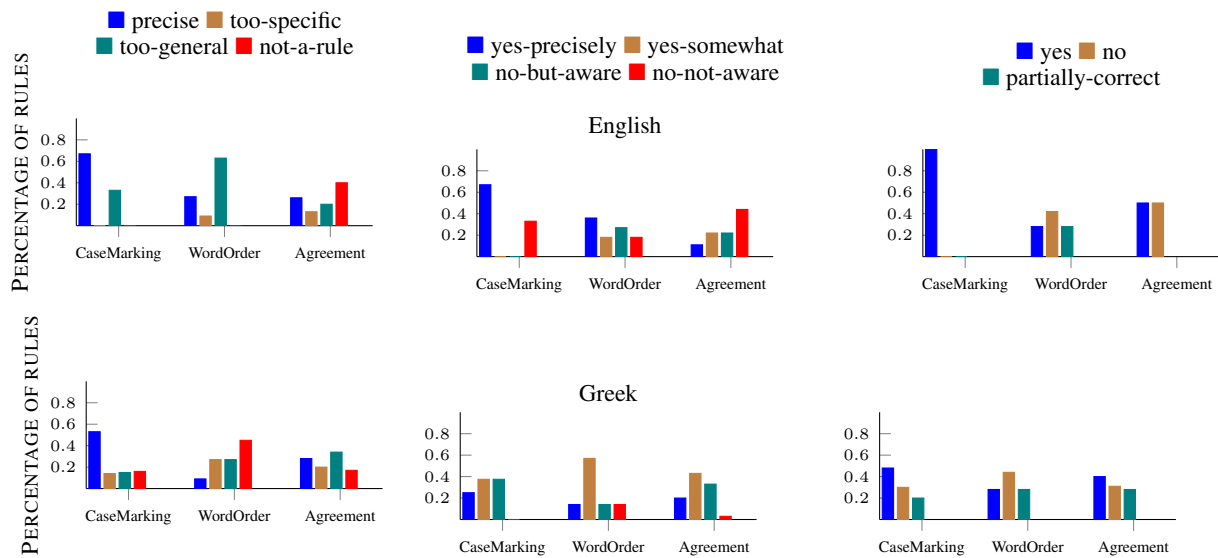 precise too-specific
too-general not-a-rule
yes-precisely yes-somewhat
no-but-aware no-not-aware
yes no
partially-correct
English
PERCENTAGE OF RULES
0.8
0.6
0.4
0.2
CaseMarking WordOrder Agreement
0.8
0.6
0.4
0.2
CaseMarking WordOrder Agreement
0.8
0.6
0.4
0.2
CaseMarking WordOrder Agreement
Greek
PERCENTAGE OF RULES
0.8
0.6
0.4
0.2
CaseMarking WordOrder Agreement
0.8
0.6
0.4
0.2
CaseMarking WordOrder Agreement
0.8
0.6
0.4
0.2
CaseMarking WordOrder Agreement